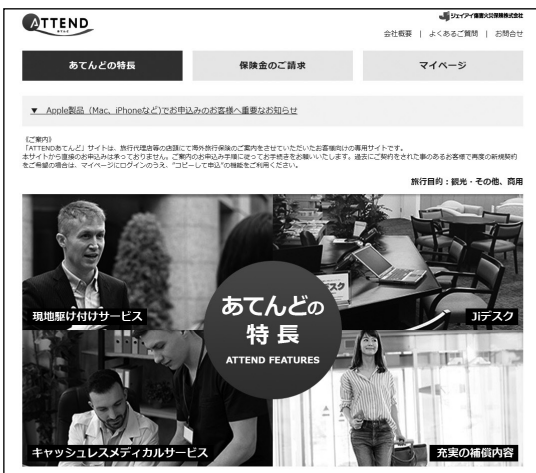 ATTEND
あてんど
ジェイアイ傷害火災保険株式会社
会社概要 | よくあるご質問 | お問合せ
あてんどの特長
保険金のご請求
マイページ
▼ Apple製品（Mac、iPhoneなど)でお申込みのお客様へ重要なお知らせ
《ご案内》
「ATTENDあてんど」サイトは、旅行代理店等の店頭にて海外旅行保険のご案内をさせていただいたお客様向けの専用サイトです。
本サイトから直接のお申込みは承っておりません。ご案内のお申込み手順に従ってお手続きをお願いいたします。過去にご契約をされた事のあるお客様で再度の新規契約
をご希望の場合は、マイページにログインのうえ、"コピーして申込"の機能をご利用ください。
旅行目的：観光・その他、商用
現地駆け付けサービス
デスク
Jiデスク
あてんどの
特長
ATTEND FEATURES
キャッシュレスメディカルサービス
充実の補償内容